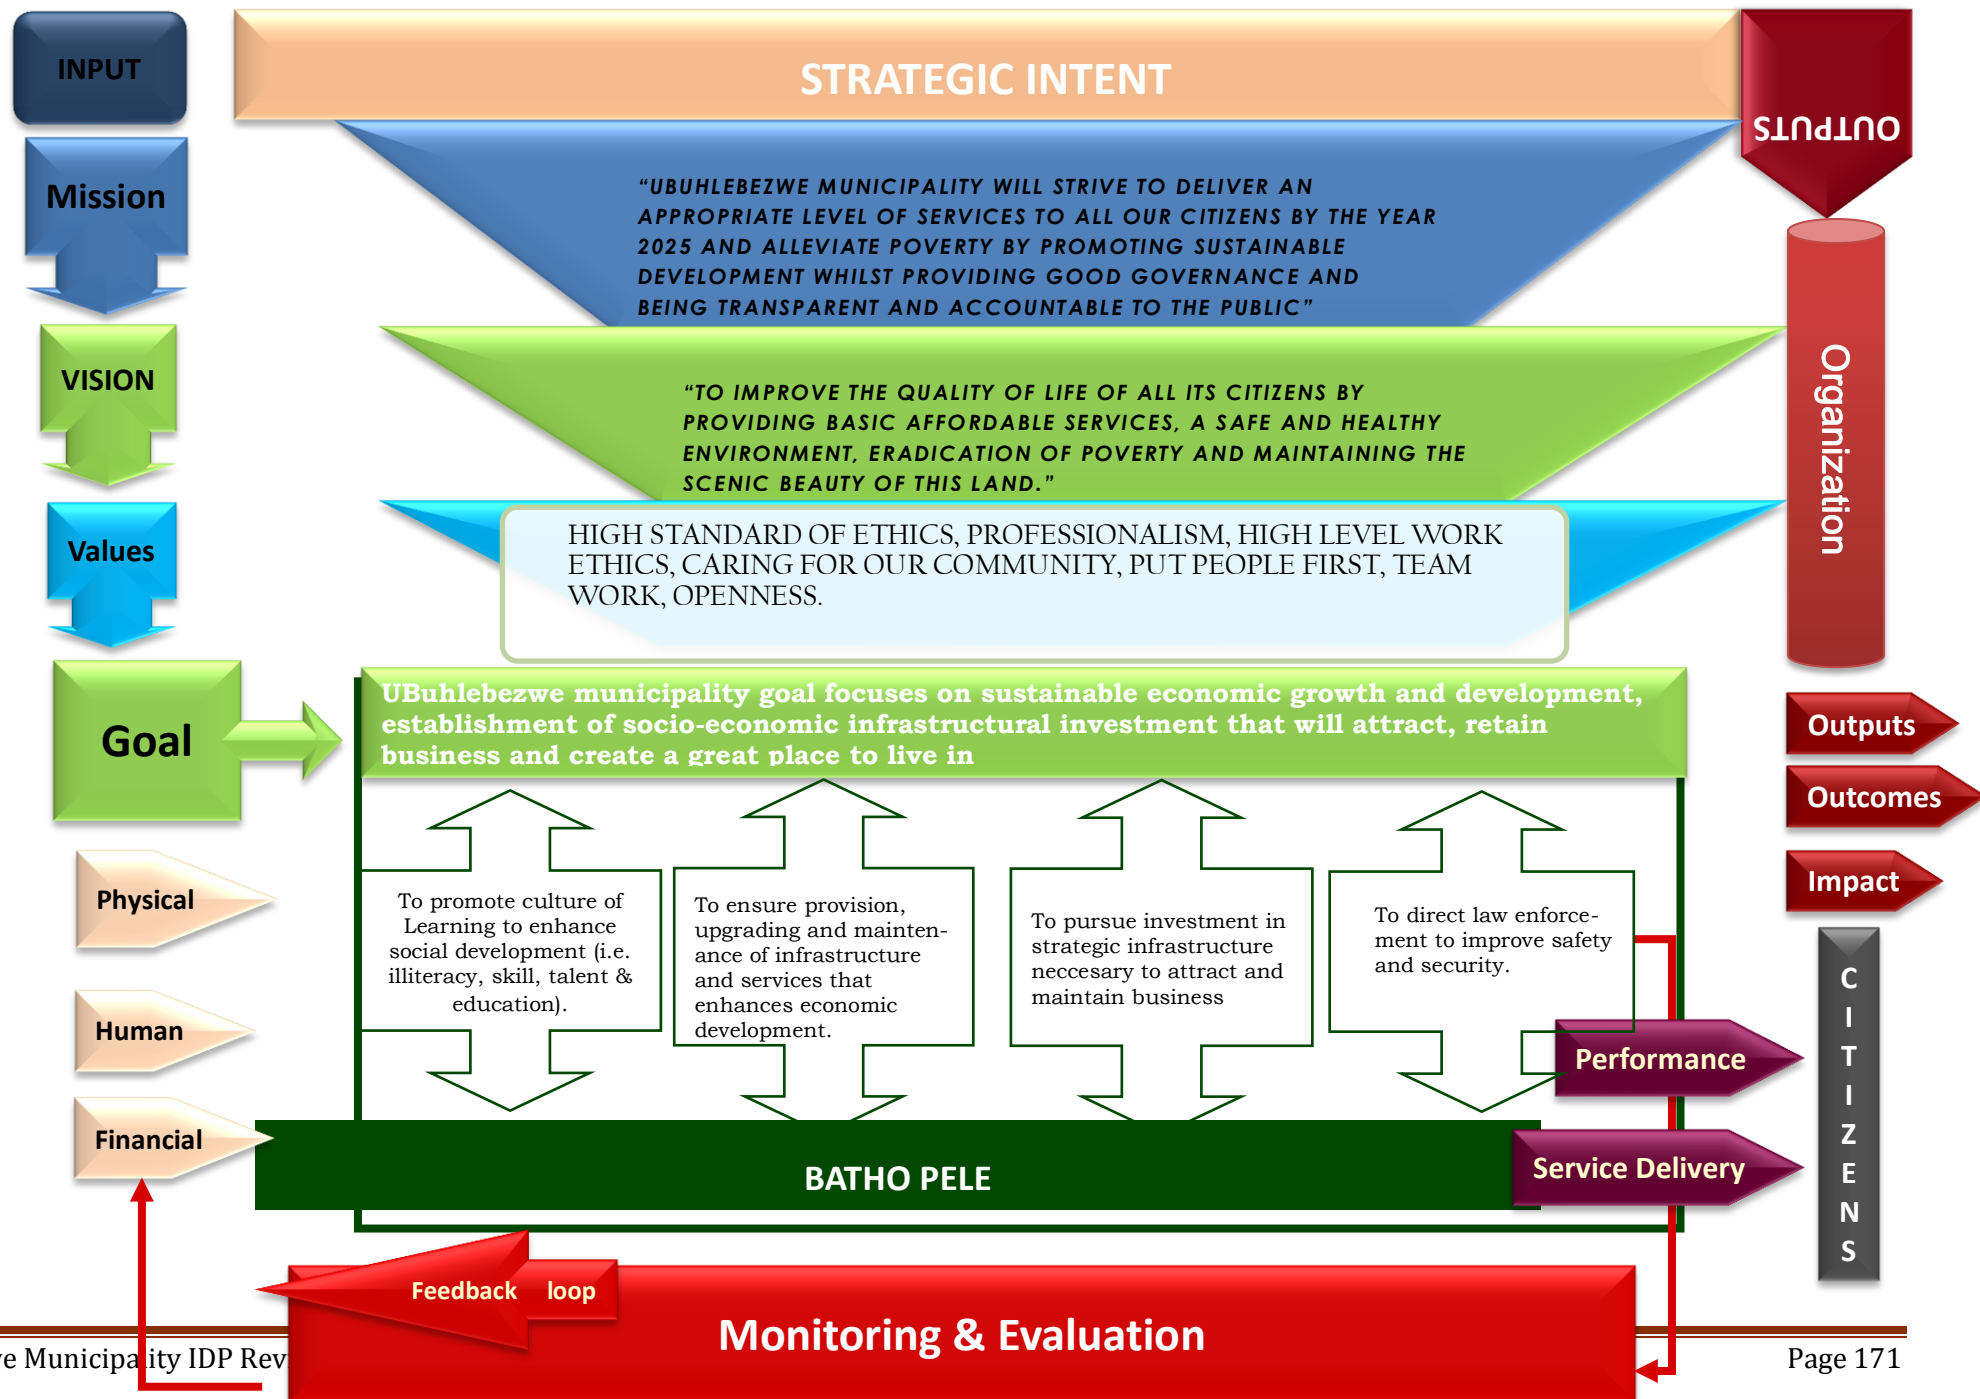 INPUT
STRATEGIC INTENT
OUTPUTS
Mission
“UBUHLEBEZWE MUNICIPALITY WILL STRIVE TO DELIVER AN
APPROPRIATE LEVEL OF SERVICES TO ALL OUR CITIZENS BY THE YEAR
2025 AND ALLEVIATE POVERTY BY PROMOTING SUSTAINABLE
DEVELOPMENT WHILST PROVIDING GOOD GOVERNANCE AND
BEING TRANSPARENT AND ACCOUNTABLE TO THE PUBLIC”
VISION
“TO IMPROVE THE QUALITY OF LIFE OF ALL ITS CITIZENS BY
PROVIDING BASIC AFFORDABLE SERVICES, A SAFE AND HEALTHY
ENVIRONMENT, ERADICATION OF POVERTY AND MAINTAINING THE
SCENIC BEAUTY OF THIS LAND.”
Organization
Values
HIGH STANDARD OF ETHICS, PROFESSIONALISM, HIGH LEVEL WORK
ETHICS, CARING FOR OUR COMMUNITY, PUT PEOPLE FIRST, TEAM
WORK, OPENNESS.
Goal
UBuhlebezwe municipality goal focuses on sustainable economic growth and development,
establishment of socio-economic infrastructural investment that will attract, retain
business and create a great place to live in
Outputs
Outcomes
Impact
Physical
Human
Financial
To promote culture of
Learning to enhance
social development (i.e.
illiteracy, skill, talent &
education).
To ensure provision,
upgrading and mainten-
ance of infrastructure
and services that
enhances economic
development.
To pursue investment in
strategic infrastructure
neccesary to attract and
maintain business
To direct law enforce-
ment to improve safety
and security.
Performance
Service Delivery
CITIZENS
BATHO PELE
Feedback loop
Monitoring & Evaluation
e Municipality IDP Rev
Page 171